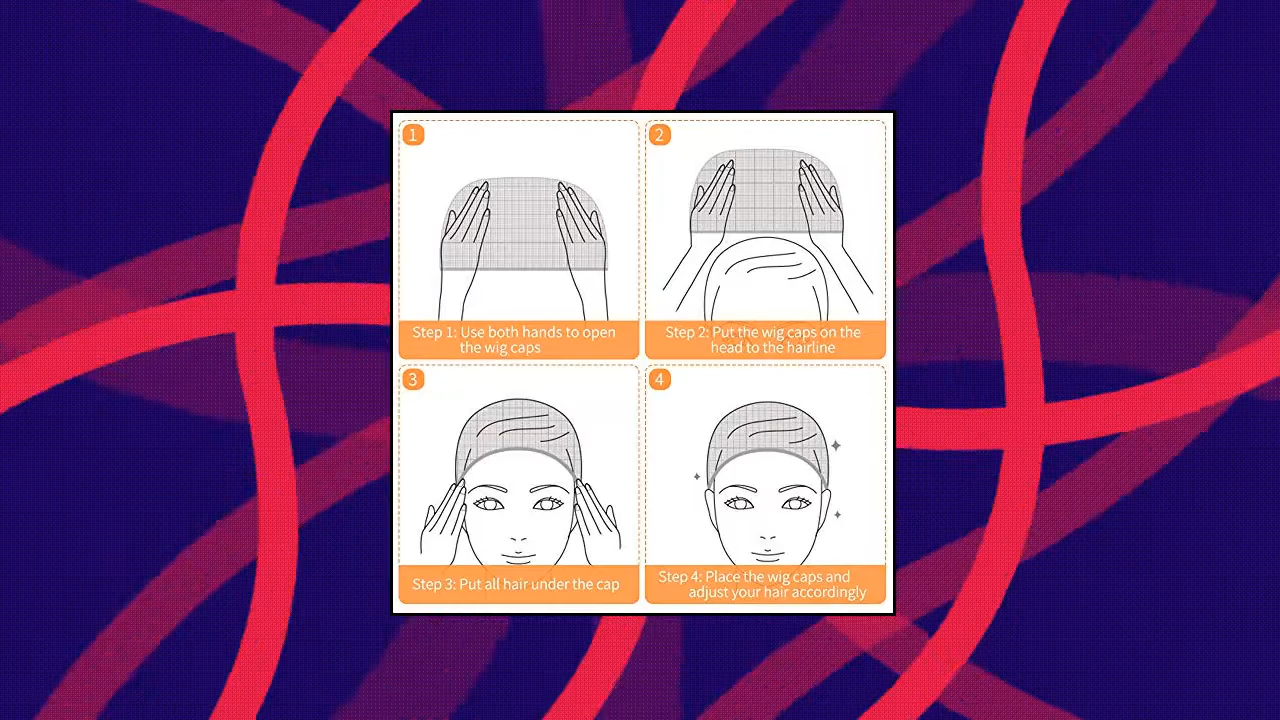 1
Step 1: Use both hands to open
the wig caps
2
Step 2: Put the wig caps on the
head to the hairline
3
Step 3: Put all hair under the cap
4
Step 4: Place the wig caps and
adjust your hair accordingly